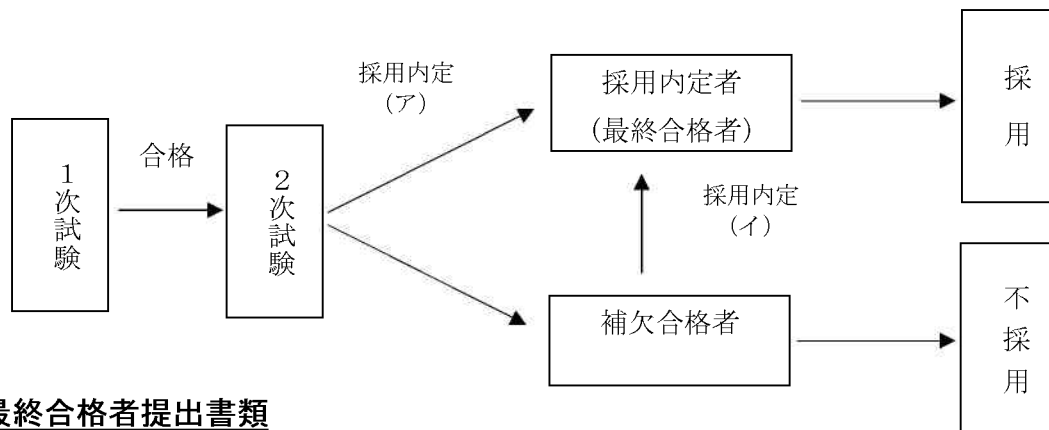 1次試験
合格
2次試験
採用内定
(ア)
採用内定者
(最終合格者)
採用
採用内定
(イ)
補欠合格者
不採用
最終合格者提出書類